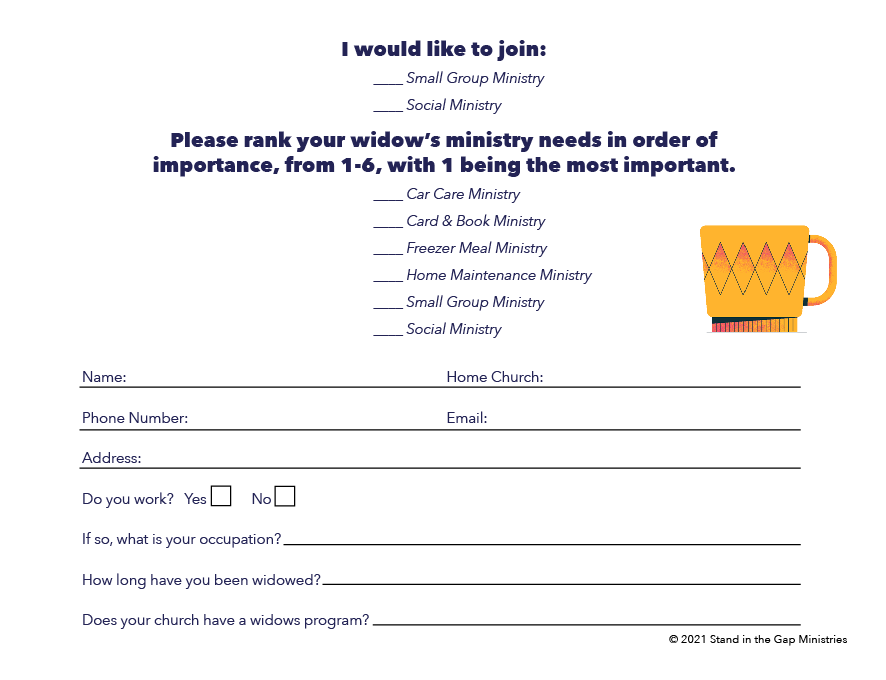 I would like to join:
____ Small Group Ministry
____ Social Ministry
Please rank your widow’s ministry needs in order of
importance, from 1-6, with 1 being the most important.
____ Car Care Ministry
____ Card & Book Ministry
____ Freezer Meal Ministry
____ Home Maintenance Ministry
____ Small Group Ministry
____ Social Ministry
Name: Home Church:
Phone Number: Email:
Address:
Do you work? Yes No
If so, what is your occupation?
How long have you been widowed?
Does your church have a widows program?
© 2021 Stand in the Gap Ministries